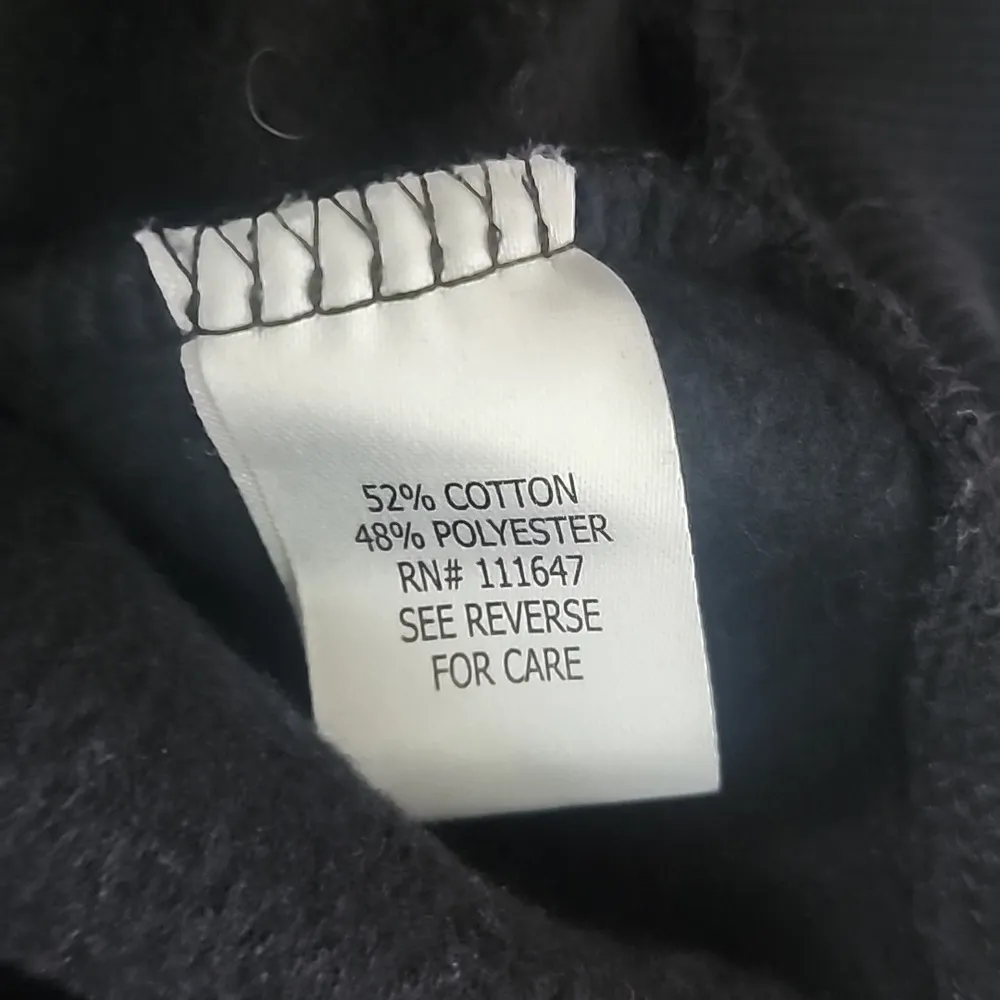 52% COTTON
48% POLYESTER
RN# 111647
SEE REVERSE
FOR CARE